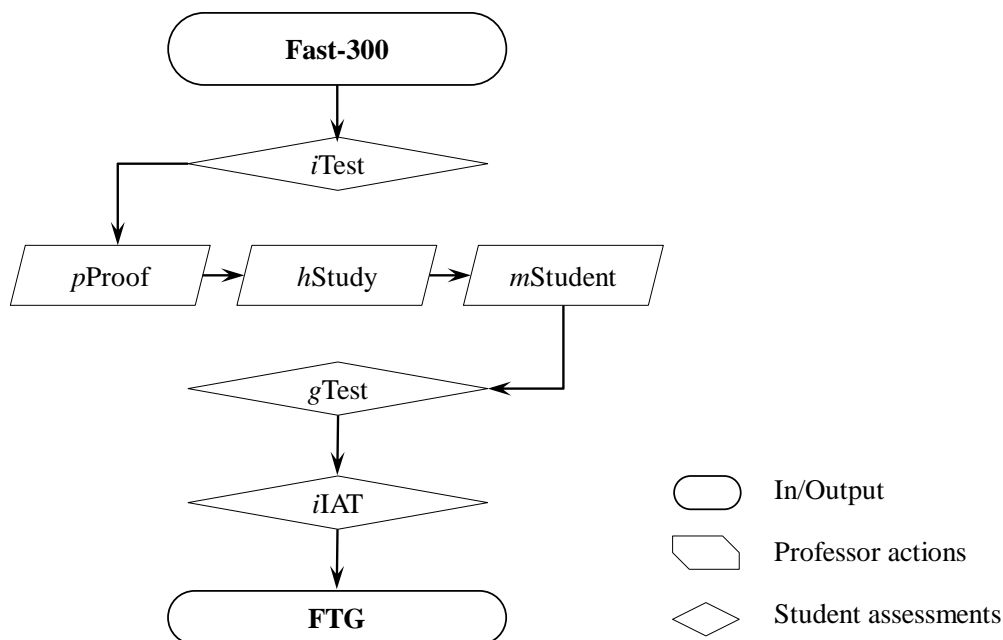 Fast-300
iTest
pProof hStudy mStudent
gTest
iIAT
In/Output
Professor actions
FTG
Student assessments